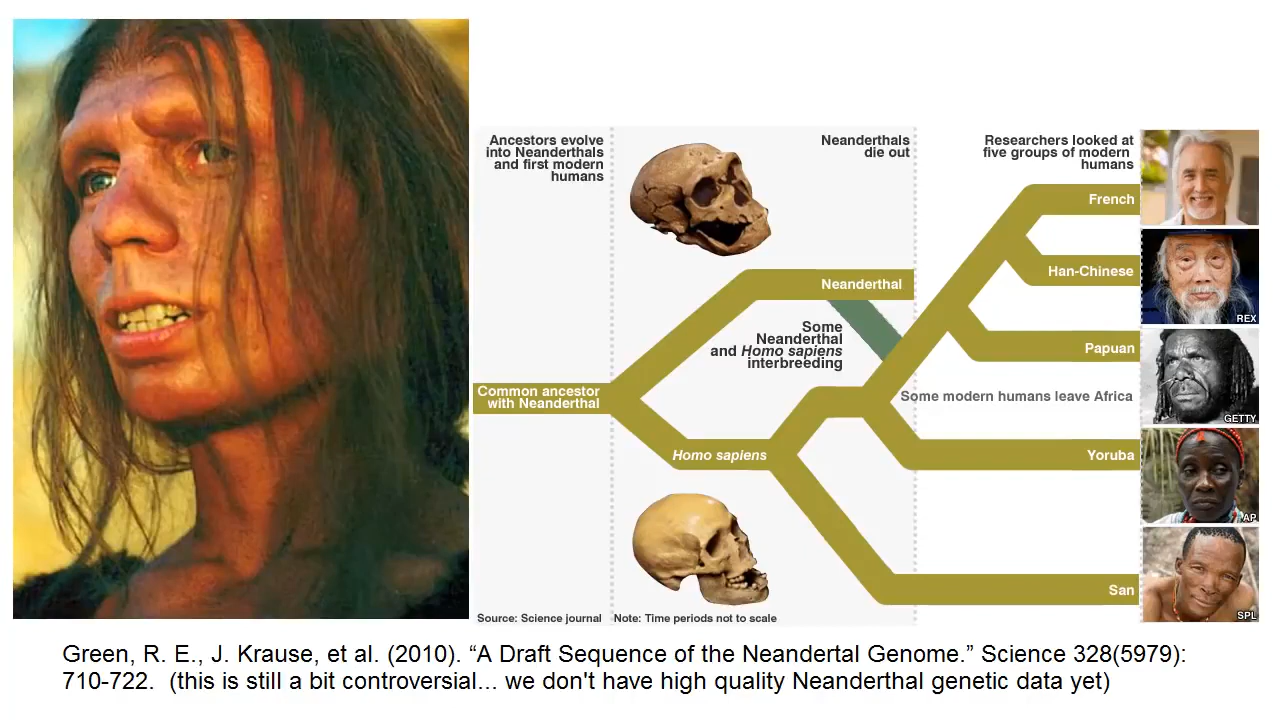 Ancestors evolve
into Neanderthals
and first modern
humans
Neanderthals
die out
Researchers looked at
five groups of modern
humans
French
Han-Chinese
REX
Neanderthal
Some
Neanderthal
and Homo sapiens
interbreeding
Papuan
Common ancestor
with Neanderthal
Some modern humans leave Africa
GETTY
Homo sapiens
Yoruba
AP
San
SPL
Source: Science journal
Note: Time periods not to scale
Green, R. E., J. Krause, et al. (2010). “A Draft Sequence of the Neandertal Genome.” Science 328(5979):
710-722.  (this is still a bit controversial... we don't have high quality Neanderthal genetic data yet)